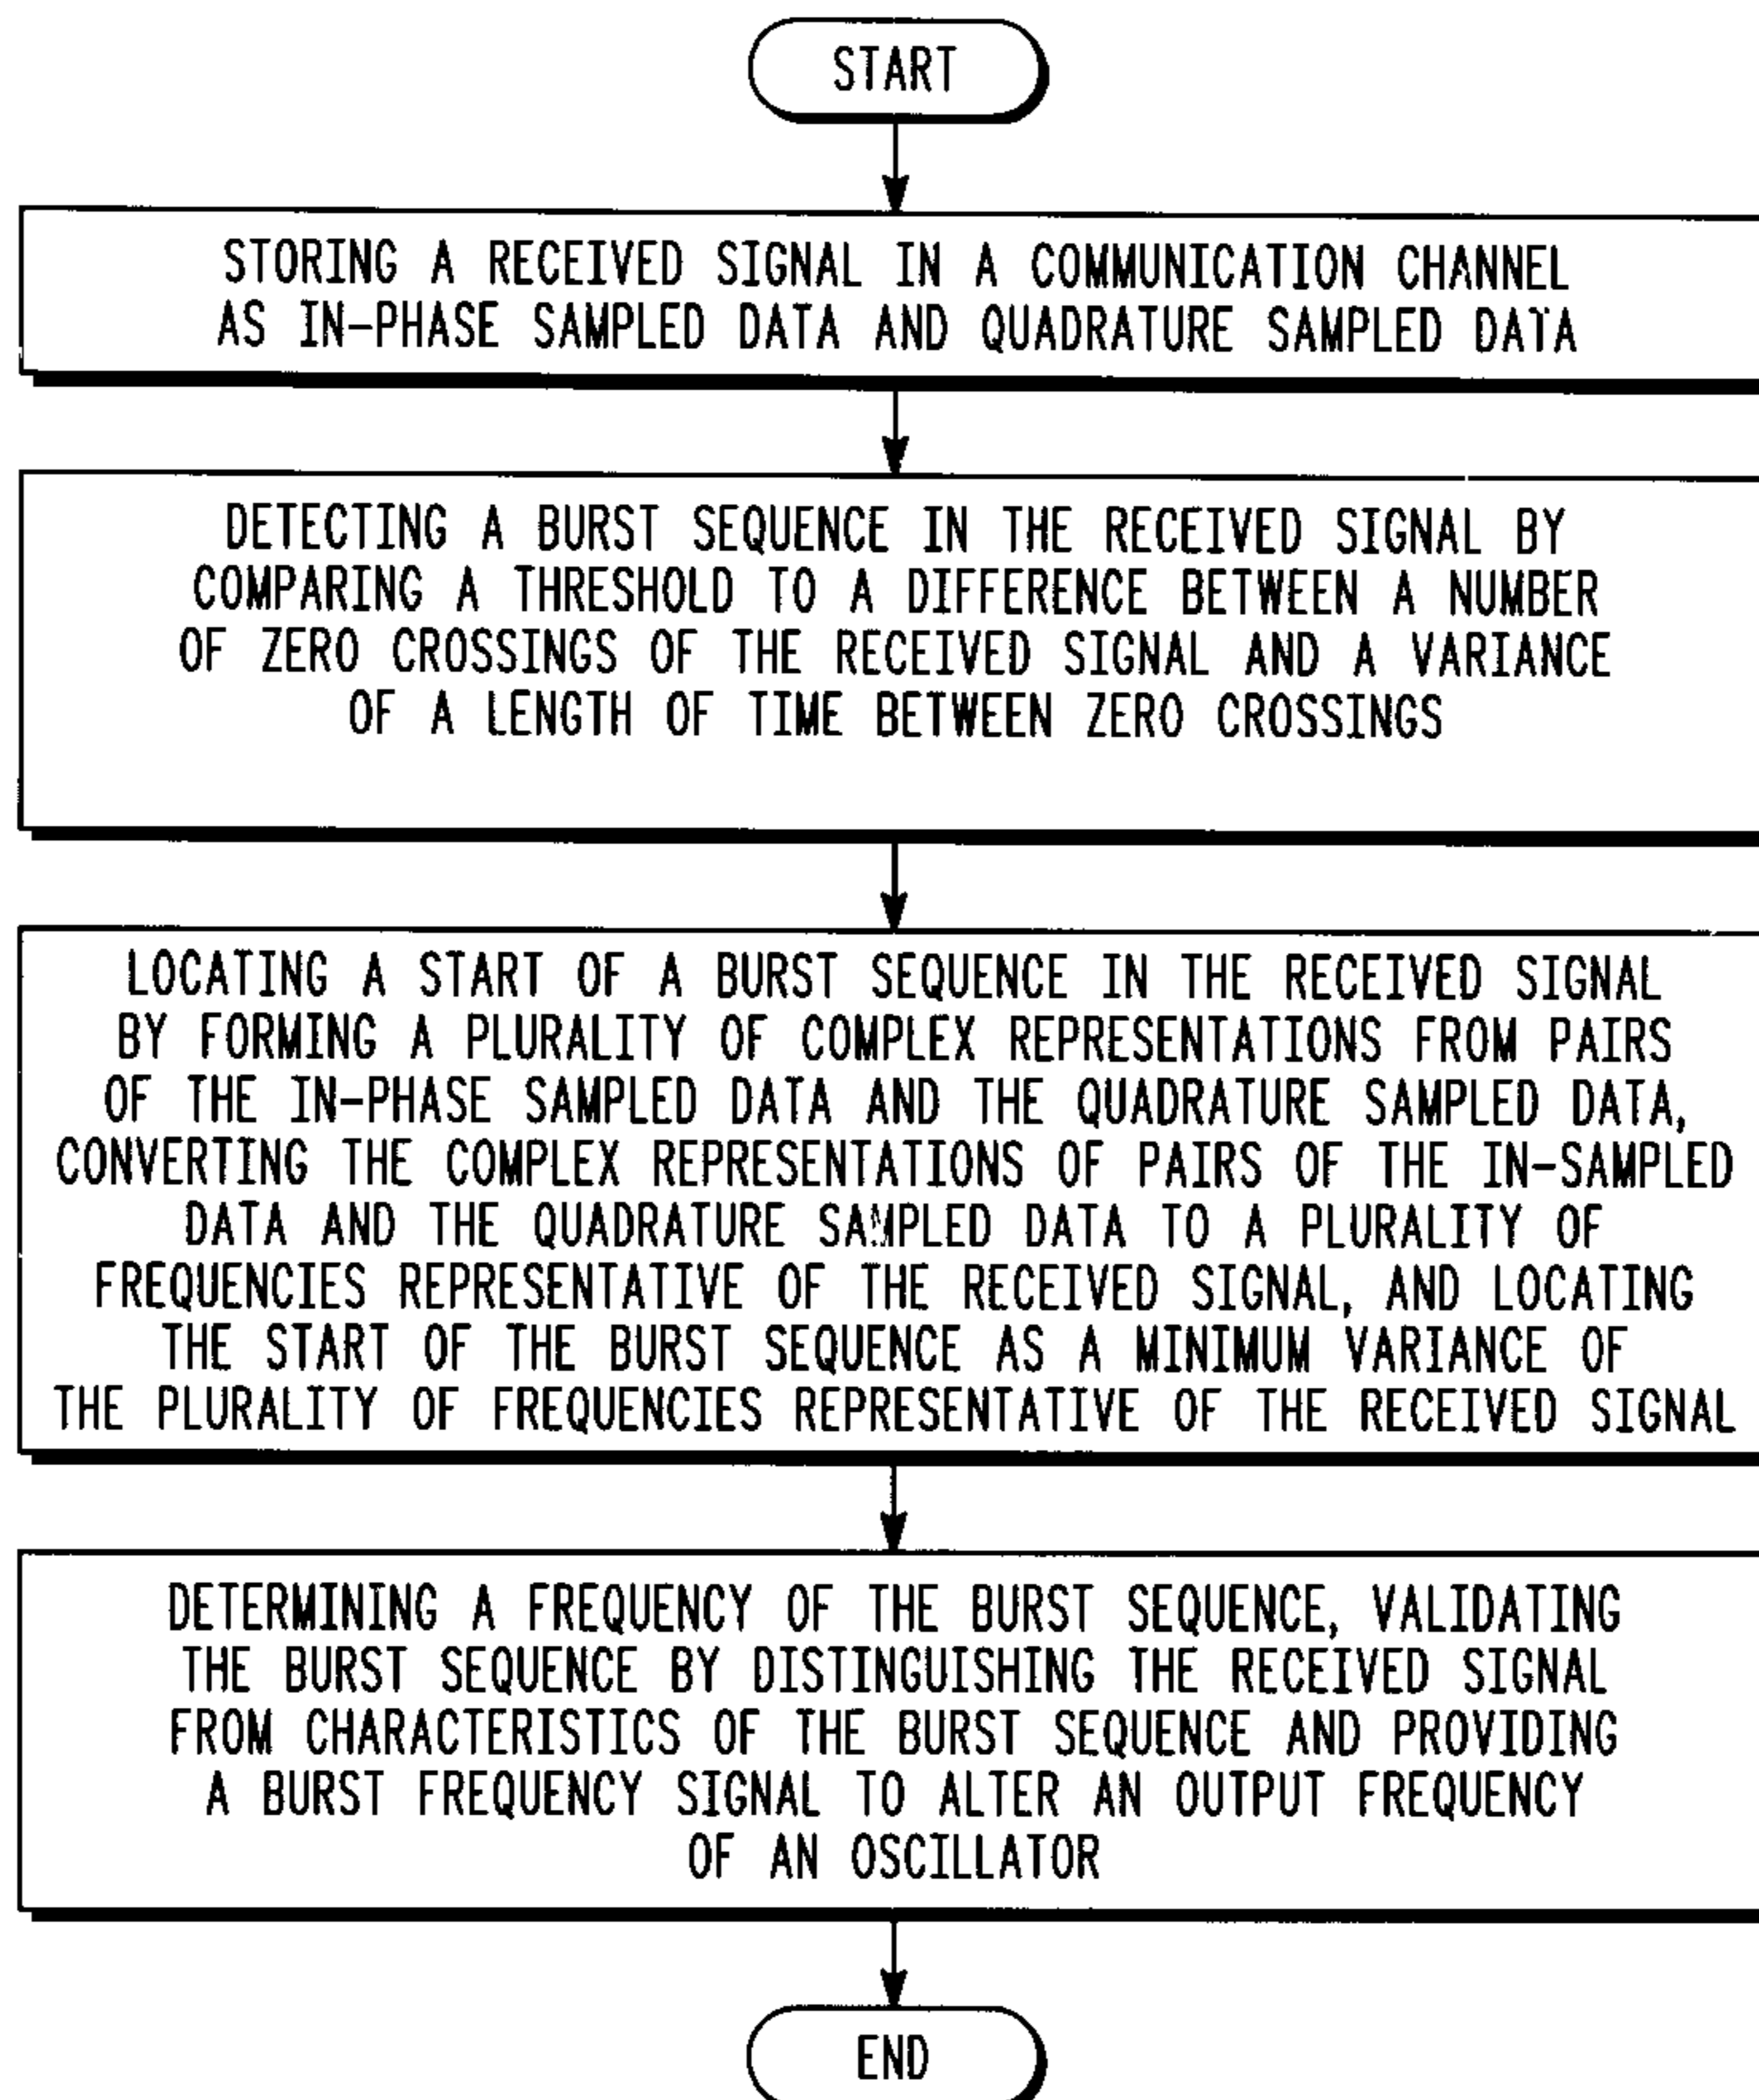 START
STORING A RECEIVED SIGNAL IN A COMMUNICATION CHANNEL
AS IN-PHASE SAMPLED DATA AND QUADRATURE SAMPLED DATA
DETECTING A BURST SEQUENCE IN THE RECEIVED SIGNAL BY
COMPARING A THRESHOLD TO A DIFFERENCE BETWEEN A NUMBER
OF ZERO CROSSINGS OF THE RECEIVED SIGNAL AND A VARIANCE
OF A LENGTH OF TIME BETWEEN ZERO CROSSINGS
LOCATING A START OF A BURST SEQUENCE IN THE RECEIVED SIGNAL
BY FORMING A PLURALITY OF COMPLEX REPRESENTATIONS FROM PAIRS
OF THE IN-PHASE SAMPLED DATA AND THE QUADRATURE SAMPLED DATA,
CONVERTING THE COMPLEX REPRESENTATIONS OF PAIRS OF THE IN-SAMPLED
DATA AND THE QUADRATURE SAMPLED DATA TO A PLURALITY OF
FREQUENCIES REPRESENTATIVE OF THE RECEIVED SIGNAL, AND LOCATING
THE START OF THE BURST SEQUENCE AS A MINIMUM VARIANCE OF
THE PLURALITY OF FREQUENCIES REPRESENTATIVE OF THE RECEIVED SIGNAL
DETERMINING A FREQUENCY OF THE BURST SEQUENCE, VALIDATING
THE BURST SEQUENCE BY DISTINGUISHING THE RECEIVED SIGNAL
FROM CHARACTERISTICS OF THE BURST SEQUENCE AND PROVIDING
A BURST FREQUENCY SIGNAL TO ALTER AN OUTPUT FREQUENCY
OF AN OSCILLATOR
END